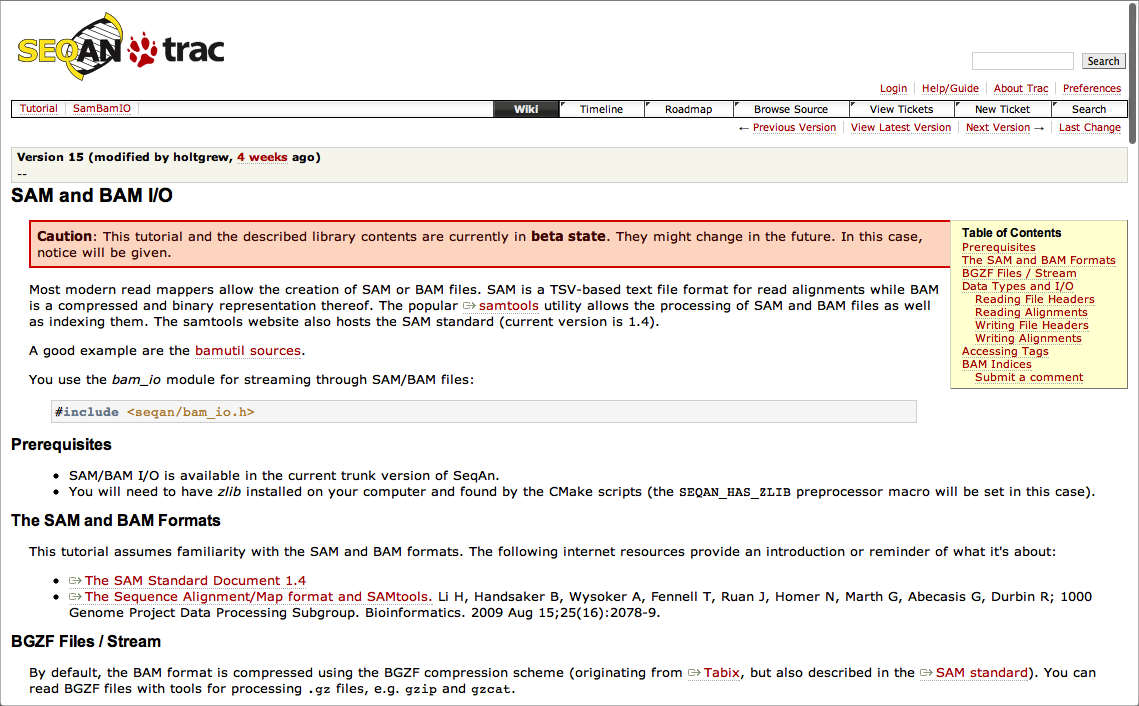 SEQAN trac
Search
Login Help/Guide About Trac Preferences
Tutorial SamBamIO Wiki Timeline Roadmap Browse Source View Tickets New Ticket Search
← Previous Version View Latest Version Next Version → Last Change
Version 15 (modified by holtgrew, 4 weeks ago)
--
SAM and BAM I/O
Caution: This tutorial and the described library contents are currently in beta state. They might change in the future. In this case,
notice will be given.
Table of Contents
Prerequisites
The SAM and BAM Formats
BGZF Files / Stream
Data Types and I/O
Reading File Headers
Reading Alignments
Writing File Headers
Writing Alignments
Accessing Tags
BAM Indices
Submit a comment
Most modern read mappers allow the creation of SAM or BAM files. SAM is a TSV-based text file format for read alignments while BAM
is a compressed and binary representation thereof. The popular samtools utility allows the processing of SAM and BAM files as well
as indexing them. The samtools website also hosts the SAM standard (current version is 1.4).
A good example are the bamutil sources.
You use the bam_io module for streaming through SAM/BAM files:
#include <seqan/bam_io.h>
Prerequisites
• SAM/BAM I/O is available in the current trunk version of SeqAn.
• You will need to have zlib installed on your computer and found by the CMake scripts (the SEQAN_HAS_ZLIB preprocessor macro will be set in this case).
The SAM and BAM Formats
This tutorial assumes familiarity with the SAM and BAM formats. The following internet resources provide an introduction or reminder of what it's about:
• The SAM Standard Document 1.4
• The Sequence Alignment/Map format and SAMtools. Li H, Handsaker B, Wysoker A, Fennell T, Ruan J, Homer N, Marth G, Abecasis G, Durbin R; 1000
Genome Project Data Processing Subgroup. Bioinformatics. 2009 Aug 15;25(16):2078-9.
BGZF Files / Stream
By default, the BAM format is compressed using the BGZF compression scheme (originating from Tabix, but also described in the SAM standard). You can
read BGZF files with tools for processing .gz files, e.g. gzip and gzcat.